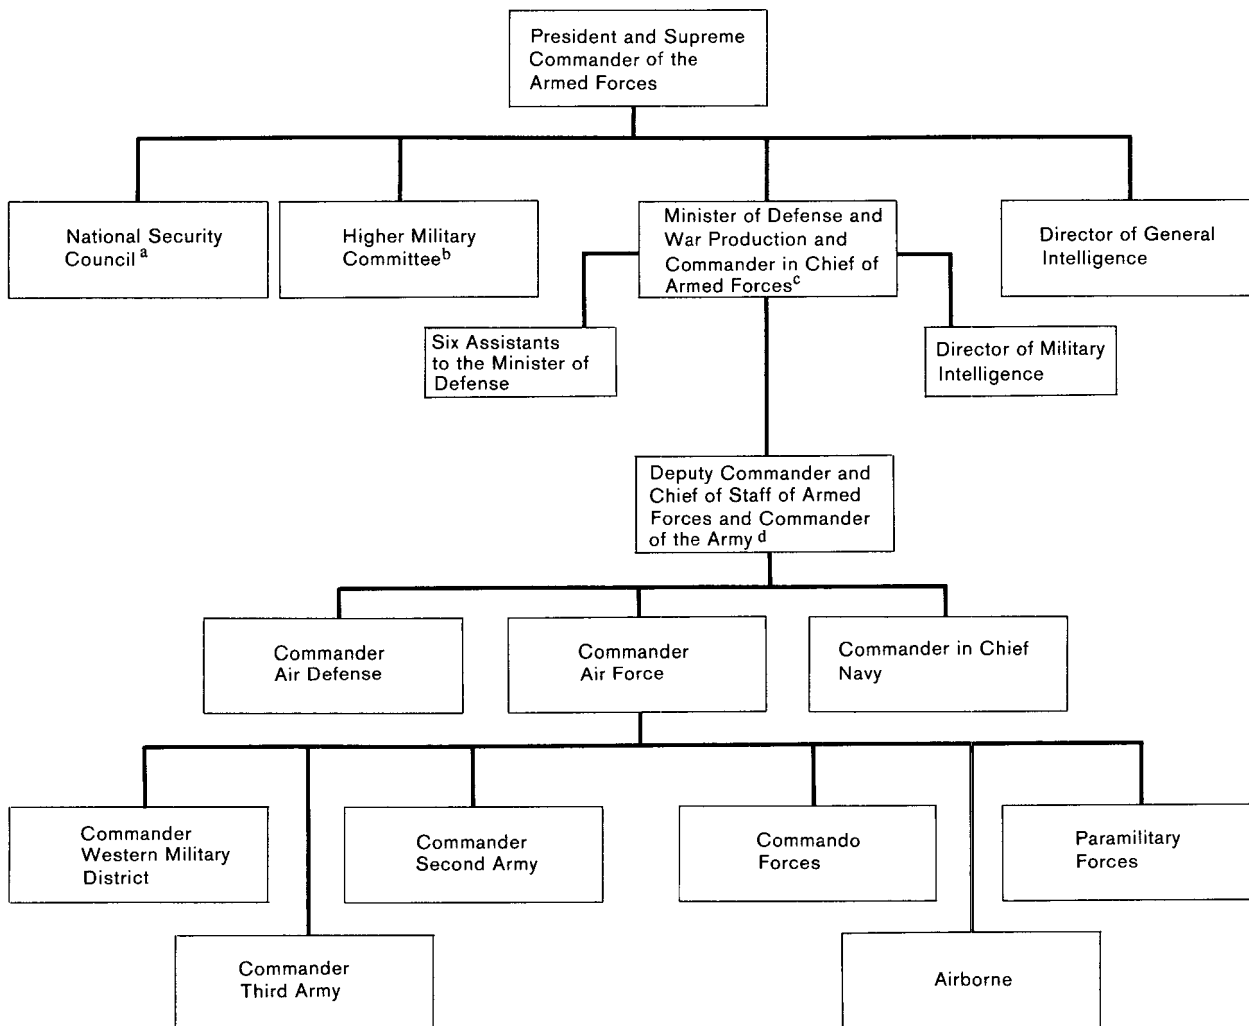 President and Supreme
Commander of the
Armed Forces
National Security
Council a
Higher Military
Committee b
Minister of Defense and
War Production and
Commander in Chief of
Armed Forces c
Director of General
Intelligence
Six Assistants
to the Minister of
Defense
Director of Military
Intelligence
Deputy Commander and
Chief of Staff of Armed
Forces and Commander
of the Army d
Commander
Air Defense
Commander
Air Force
Commander in Chief
Navy
Commander
Western Military
District
Commander
Second Army
Commando
Forces
Paramilitary
Forces
Commander
Third Army
Airborne